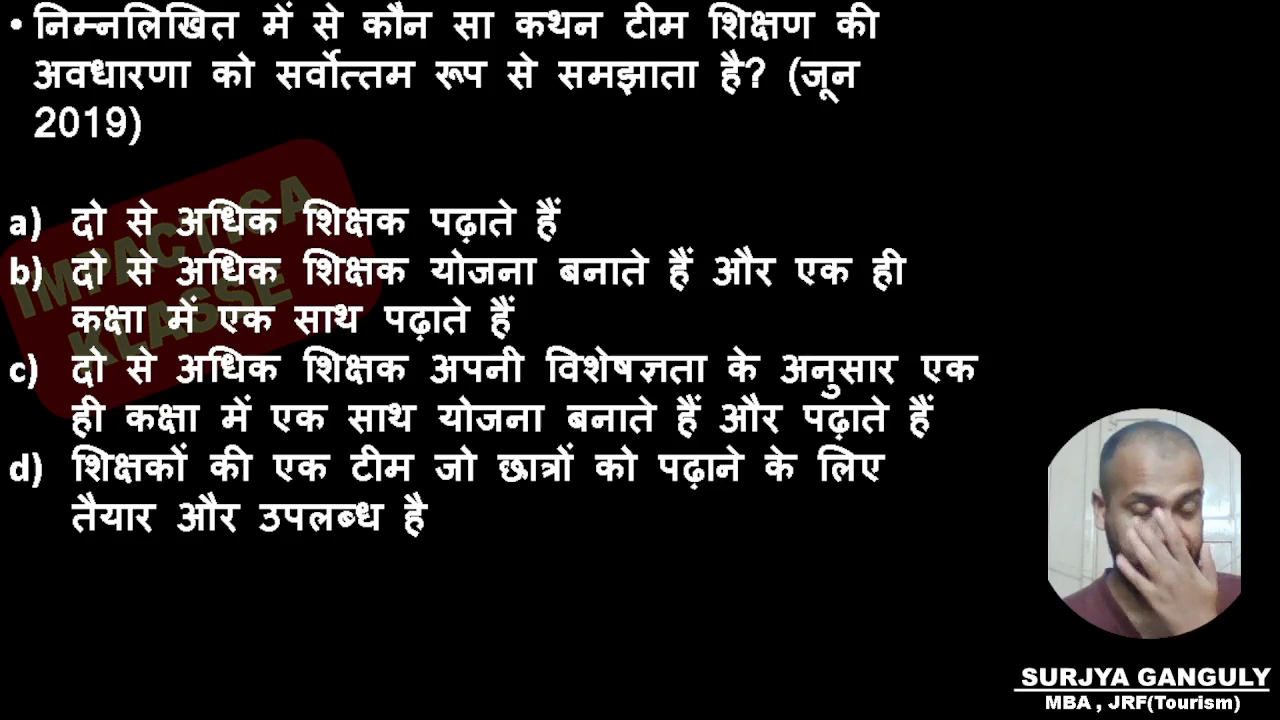 • निम्नलिखित में से कौन सा कथन टीम शिक्षण की
अवधारणा को सर्वोत्तम रूप से समझाता है? (जून
2019)
IMPACTICA
KLASSE
a) दो से अधिक शिक्षक पढ़ाते हैं
b) दो से अधिक शिक्षक योजना बनाते हैं और एक ही
कक्षा में एक साथ पढ़ाते हैं
c) दो से अधिक शिक्षक अपनी विशेषज्ञता के अनुसार एक
ही कक्षा में एक साथ योजना बनाते हैं और पढ़ाते हैं
d) शिक्षकों की एक टीम जो छात्रों को पढ़ाने के लिए
तैयार और उपलब्ध है
SURJYA GANGULY
MBA , JRF(Tourism)